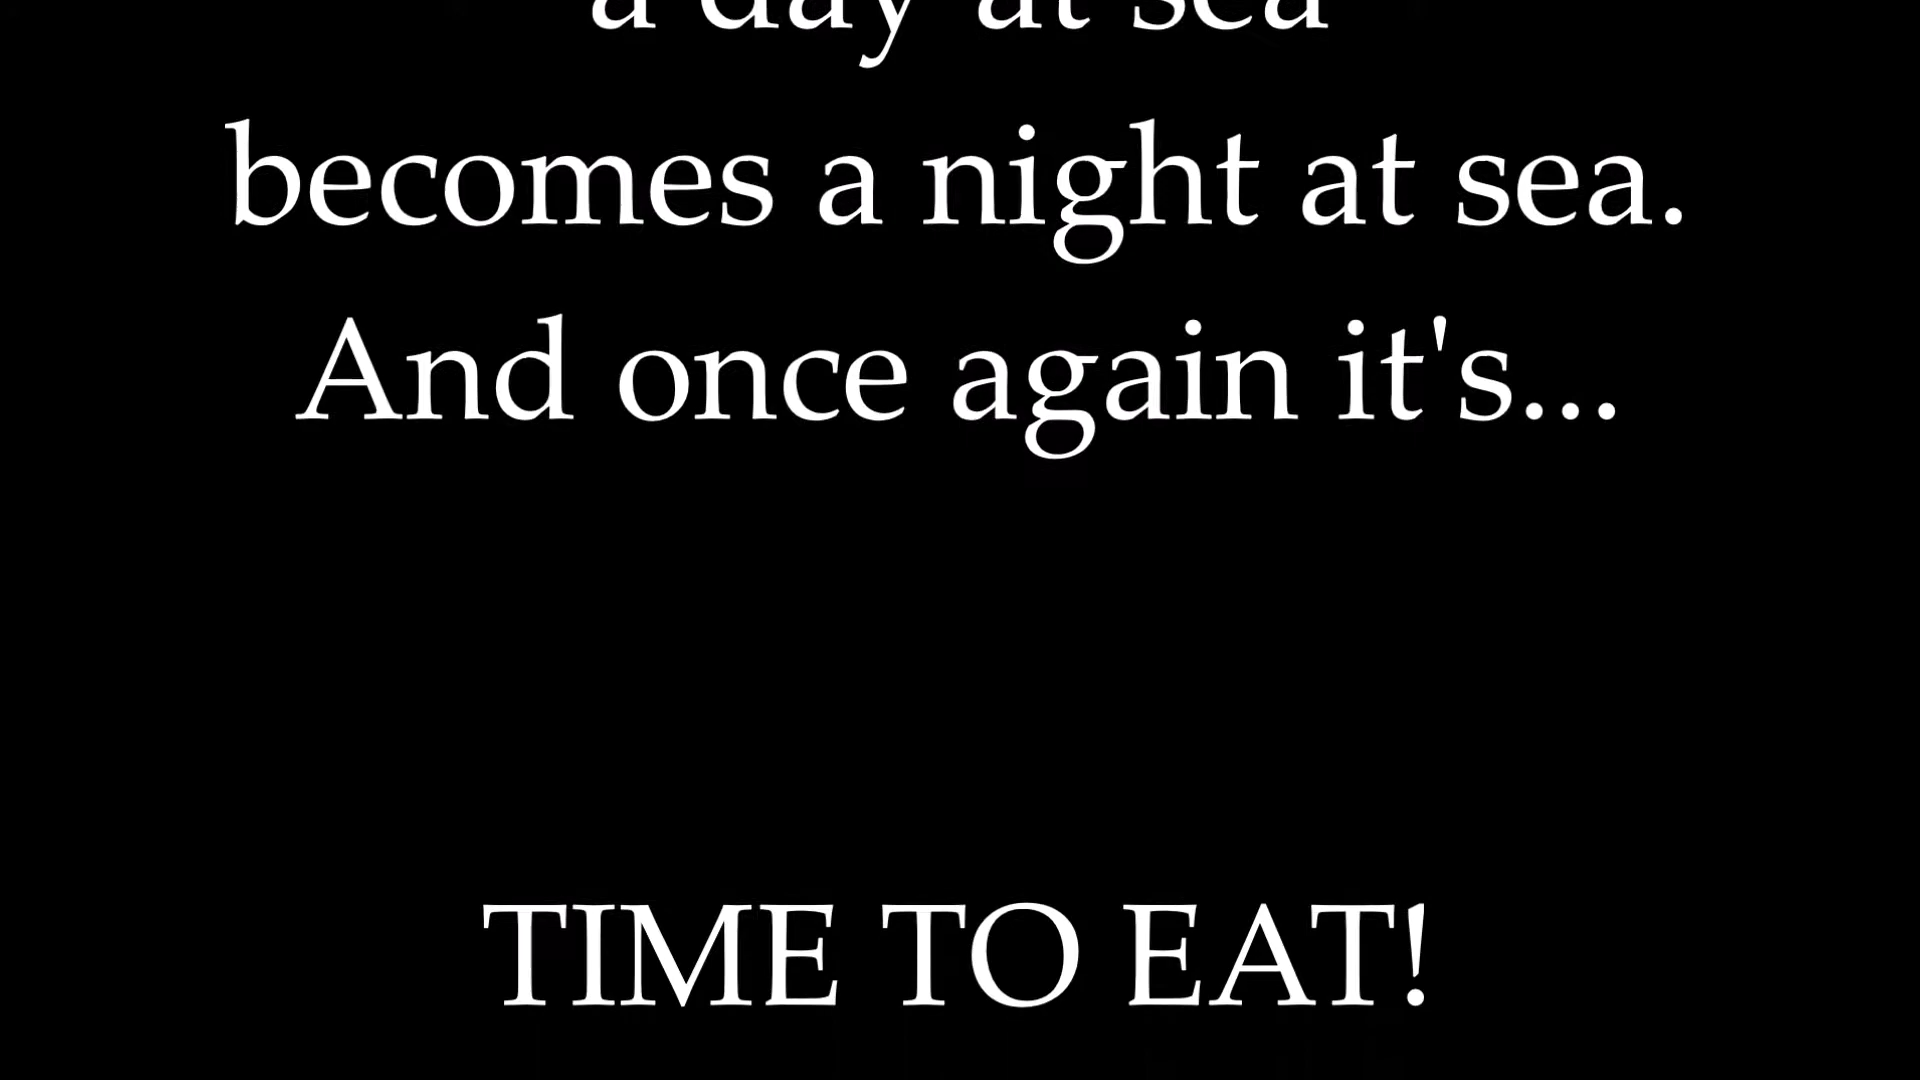 a day at sea
becomes a night at sea.
And once again it's...
TIME TO EAT!